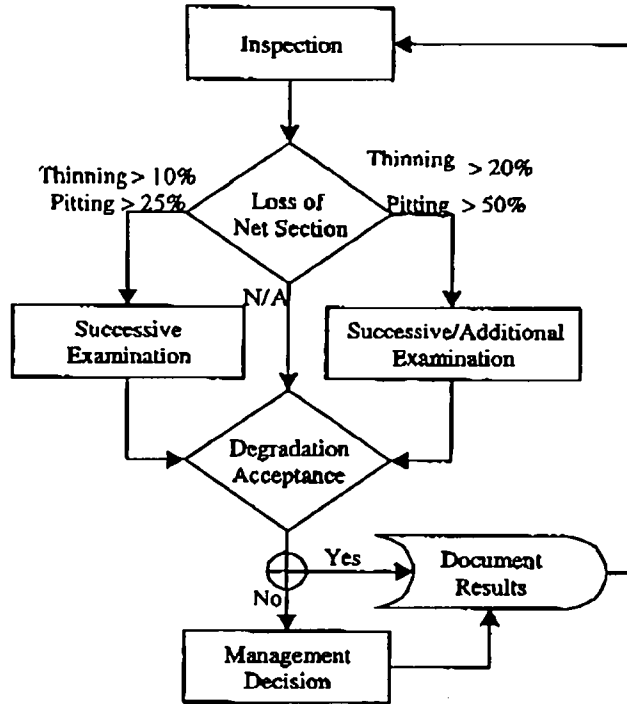 Inspection
Thinning > 10%
Pitting > 25%
Loss of
Net Section
Thinning > 20%
Pitting > 50%
N/A
Successive
Examination
Successive/Additional
Examination
Degradation
Acceptance
Yes
No
Document
Results
Management
Decision